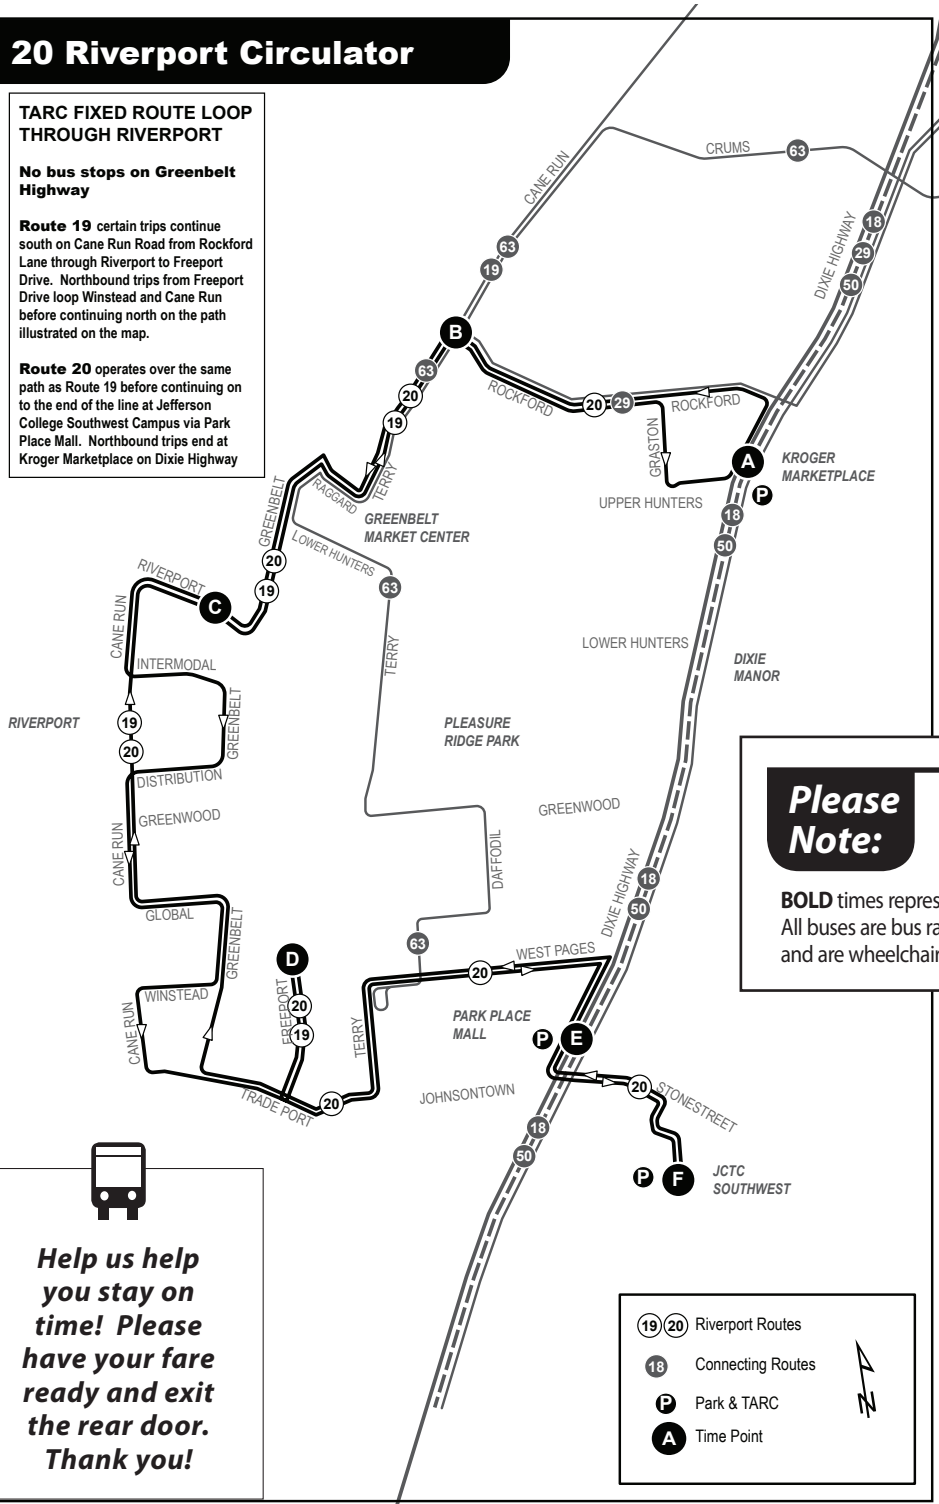 20 Riverport Circulator
TARC FIXED ROUTE LOOP
THROUGH RIVERPORT
No bus stops on Greenbelt
Highway
Route 19 certain trips continue
south on Cane Run Road from Rockford
Lane through Riverport to Freeport
Drive. Northbound trips from Freeport
Drive loop Winstead and Cane Run
before continuing north on the path
illustrated on the map.
Route 20 operates over the same
path as Route 19 before continuing on
to the end of the line at Jefferson
College Southwest Campus via Park
Place Mall. Northbound trips end at
Kroger Marketplace on Dixie Highway
CRUMS
63
CANE RUN
63
19
DIXIE HIGHWAY
18
29
50
B
63
20
19
ROCKFORD
20
29
ROCKFORD
GRASTON
A
KROGER
MARKETPLACE
P
UPPER HUNTERS
18
50
TERRY
RAGGARD
GREENBELT
GREENBELT
MARKET CENTER
LOWER HUNTERS
63
20
19
RIVERPORT
C
CANE RUN
TERRY
LOWER HUNTERS
DIXIE
MANOR
INTERMODAL
GREENBELT
RIVERPORT
19
20
PLEASURE
RIDGE PARK
DISTRIBUTION
GREENWOOD
GREENWOOD
CANE RUN
DAFFODIL
DIXIE HIGHWAY
18
50
GLOBAL
GREENBELT
63
WEST PAGES
20
D
WINSTEAD
FREEPORT
20
19
CANE RUN
TERRY
PARK PLACE
MALL
P
E
TRADE PORT
20
JOHNSONTOWN
20
STONESTREET
18
50
P
F
JCTC
SOUTHWEST
Please
Note:
BOLD times repres
All buses are bus ra
and are wheelchair
Help us help
you stay on
time! Please
have your fare
ready and exit
the rear door.
Thank you!
19 20 Riverport Routes
18 Connecting Routes
P Park & TARC
A Time Point
N